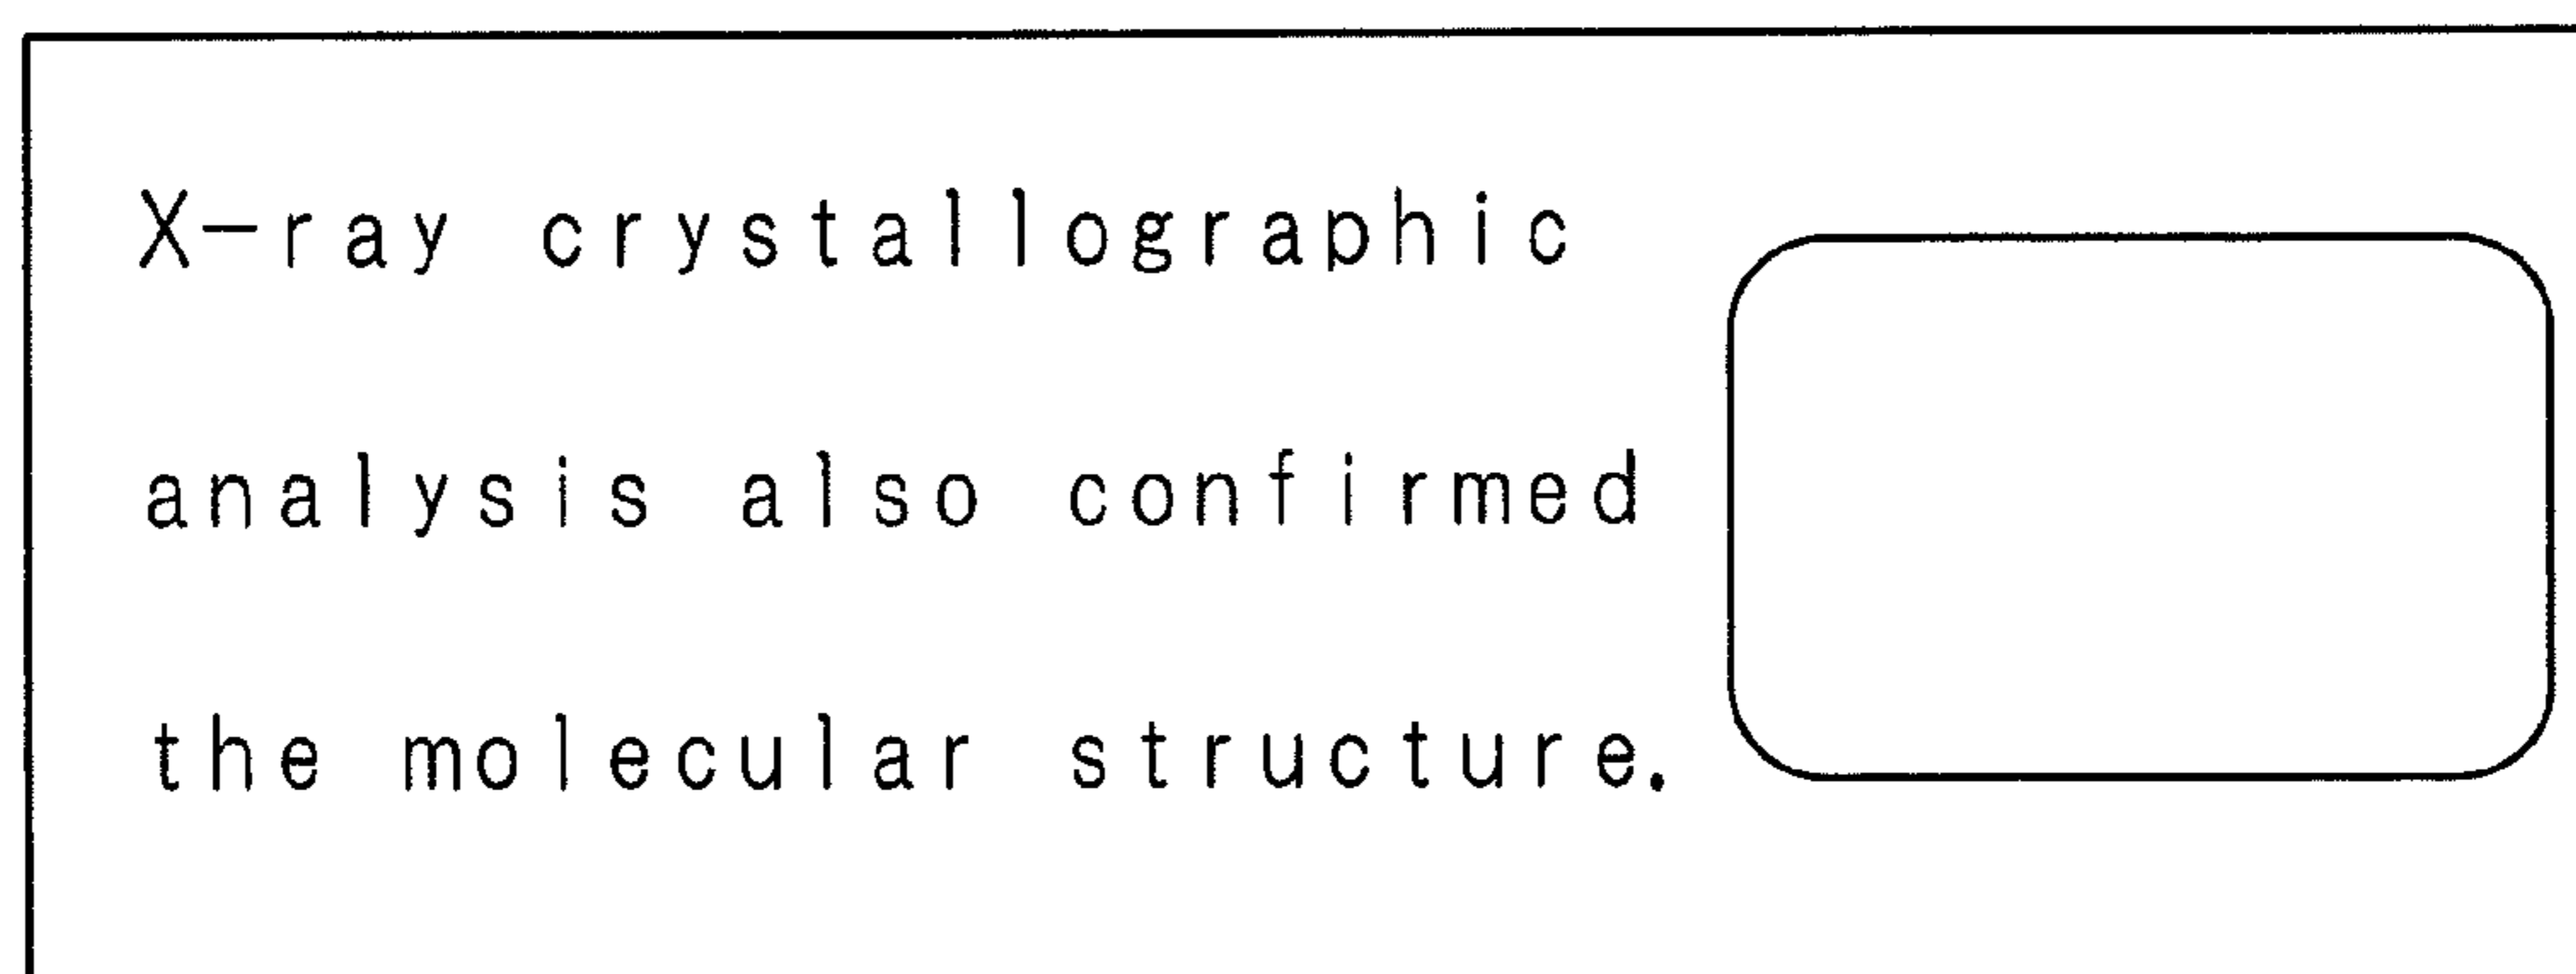 X-ray crystallographic
analysis also confirmed
the molecular structure.